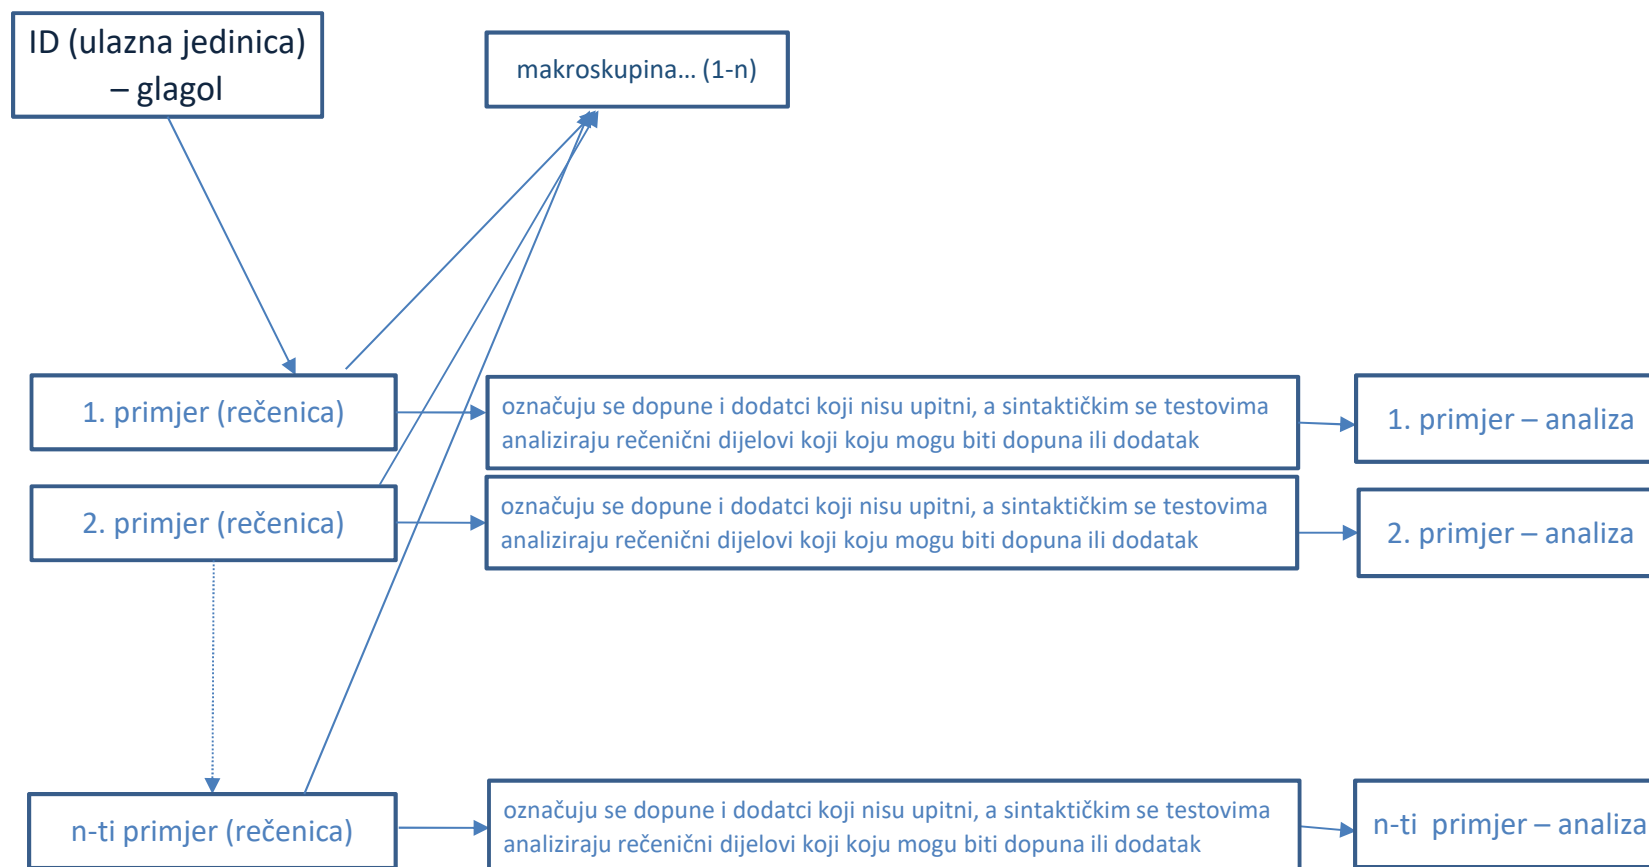 ID (ulazna jedinica)
– glagol
makroskupina... (1-n)
1. primjer (rečenica)
označuju se dopune i dodatci koji nisu upitni, a sintaktičkim se testovima
analiziraju rečenični dijelovi koji koju mogu biti dopuna ili dodatak
1. primjer – analiza
2. primjer (rečenica)
označuju se dopune i dodatci koji nisu upitni, a sintaktičkim se testovima
analiziraju rečenični dijelovi koji koju mogu biti dopuna ili dodatak
2. primjer – analiza
n-ti primjer (rečenica)
označuju se dopune i dodatci koji nisu upitni, a sintaktičkim se testovima
analiziraju rečenični dijelovi koji koju mogu biti dopuna ili dodatak
n-ti primjer – analiza